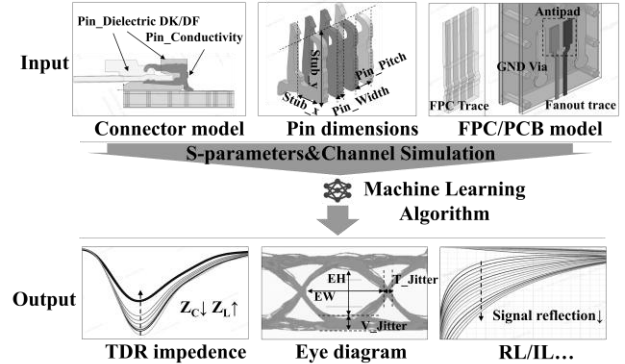 Pin_Dielectric DK/DF
Pin_Conductivity
Input
Connector model
Stub_y
Stub_x
Pin_Width
Pin_Pitch
Pin dimensions
Antipad
GND Via
FPC Trace
Fanout trace
FPC/PCB model
S-parameters&Channel Simulation
Machine Learning
Algorithm
Output
Z_C↓ Z_L↑
TDR impedence
EH
EW
T_Jitter
V_Jitter
Eye diagram
Signal reflection↓
RL/IL…